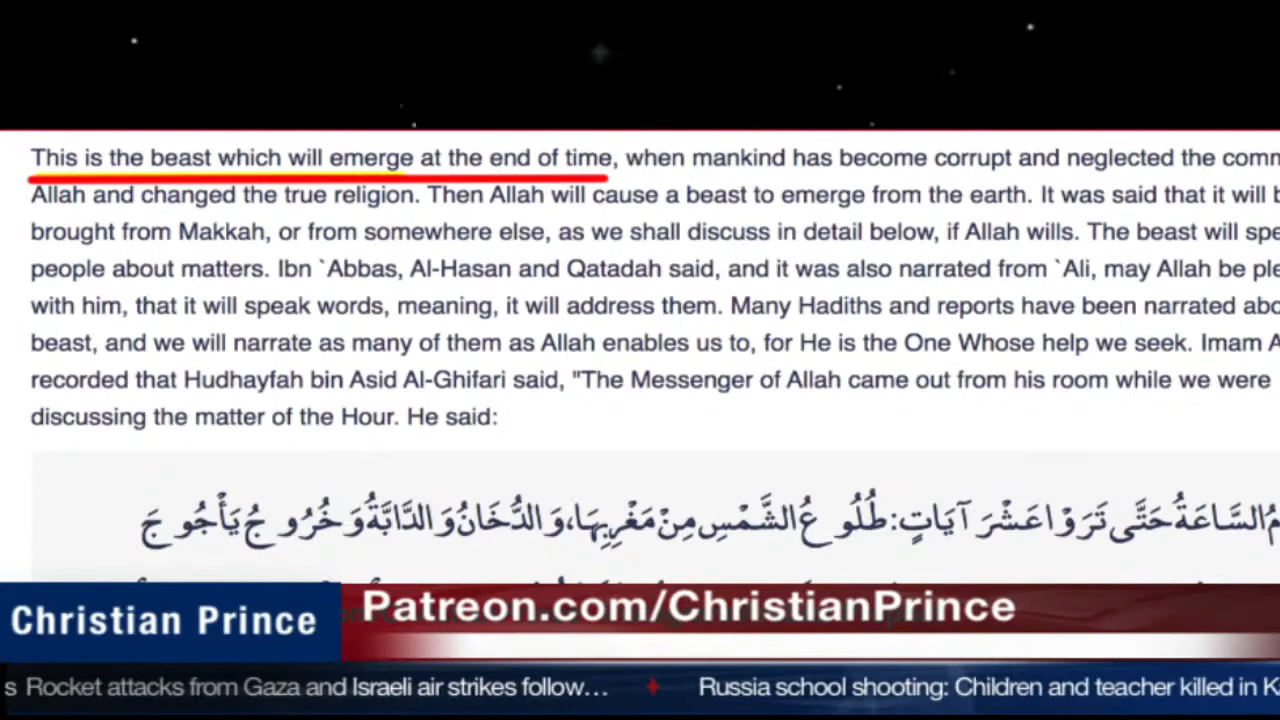 This is the beast which will emerge at the end of time, when mankind has become corrupt and neglected the comm
Allah and changed the true religion. Then Allah will cause a beast to emerge from the earth. It was said that it will b
brought from Makkah, or from somewhere else, as we shall discuss in detail below, if Allah wills. The beast will spe
people about matters. Ibn `Abbas, Al-Hasan and Qatadah said, and it was also narrated from `Ali, may Allah be ple
with him, that it will speak words, meaning, it will address them. Many Hadiths and reports have been narrated abo
beast, and we will narrate as many of them as Allah enables us to, for He is the One Whose help we seek. Imam A
recorded that Hudhayfah bin Asid Al-Ghifari said, "The Messenger of Allah came out from his room while we were
discussing the matter of the Hour. He said:
مُ السَّاعَةُ حَتَّى تَرَوْا عَشْرَ آيَاتٍ: طُلُوعُ الشَّمْسِ مِنْ مَغْرِبِهَا، وَالدُّخَانُ وَالدَّابَّةُ وَخُرُوجُ يَأْجُوجَ
Christian Prince
Patreon.com/ChristianPrince
s Rocket attacks from Gaza and Israeli air strikes follow… Russia school shooting: Children and teacher killed in K